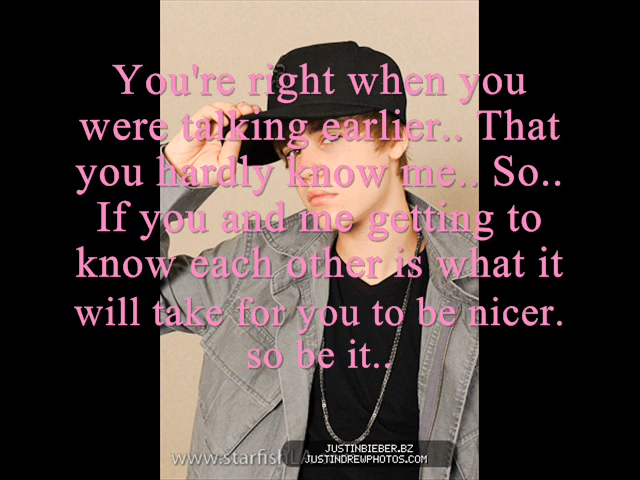 You're right when you
were talking earlier.. That
you hardly know me.. So..
If you and me getting to
know each other is what it
will take for you to be nicer.
so be it..
JUSTINBIEBER.BZ
www.starfishLA
JUSTINDREWPHOTOS.COM